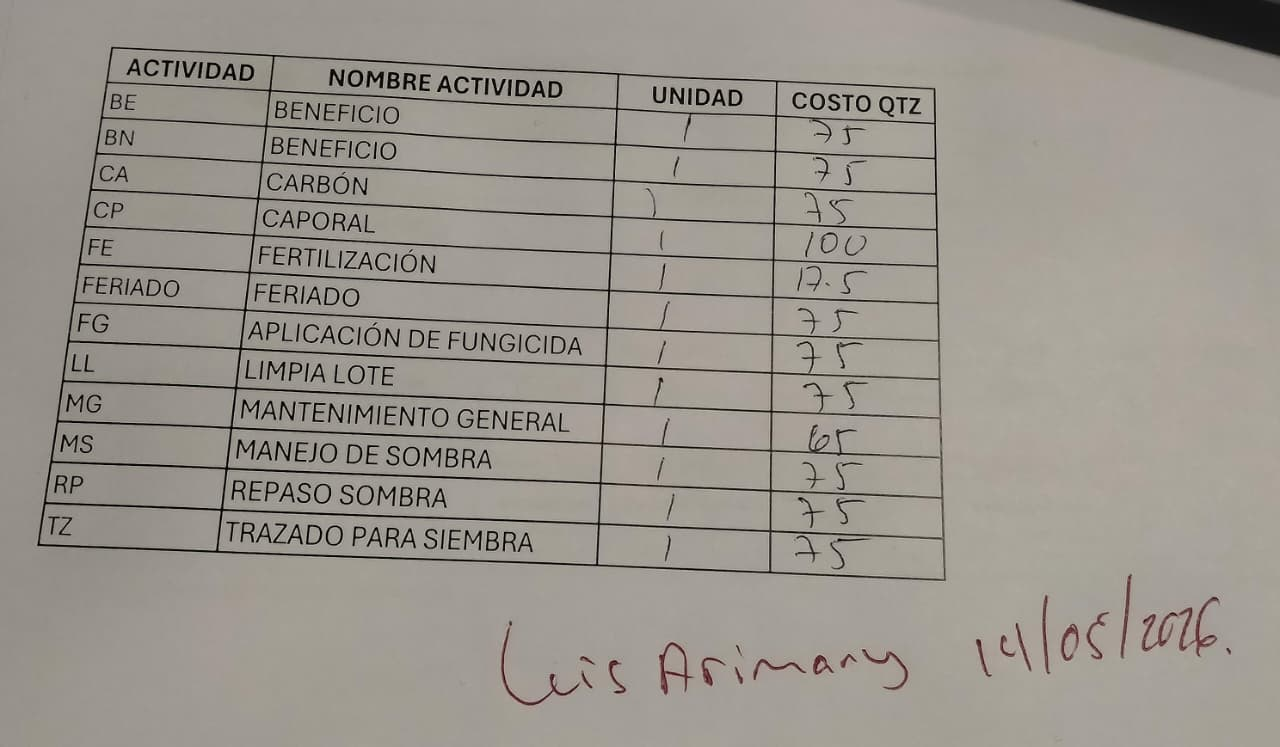 ACTIVIDAD NOMBRE ACTIVIDAD UNIDAD COSTO QTZ
BE BENEFICIO 1 75
BN BENEFICIO 1 75
CA CARBÓN 1 75
CP CAPORAL 1 100
FE FERTILIZACIÓN 1 17.5
FERIADO FERIADO 1 75
FG APLICACIÓN DE FUNGICIDA 1 75
LL LIMPIA LOTE 1 75
MG MANTENIMIENTO GENERAL 1 65
MS MANEJO DE SOMBRA 1 75
RP REPASO SOMBRA 1 75
TZ TRAZADO PARA SIEMBRA 1 75
Luis Arimany 14/05/2026.